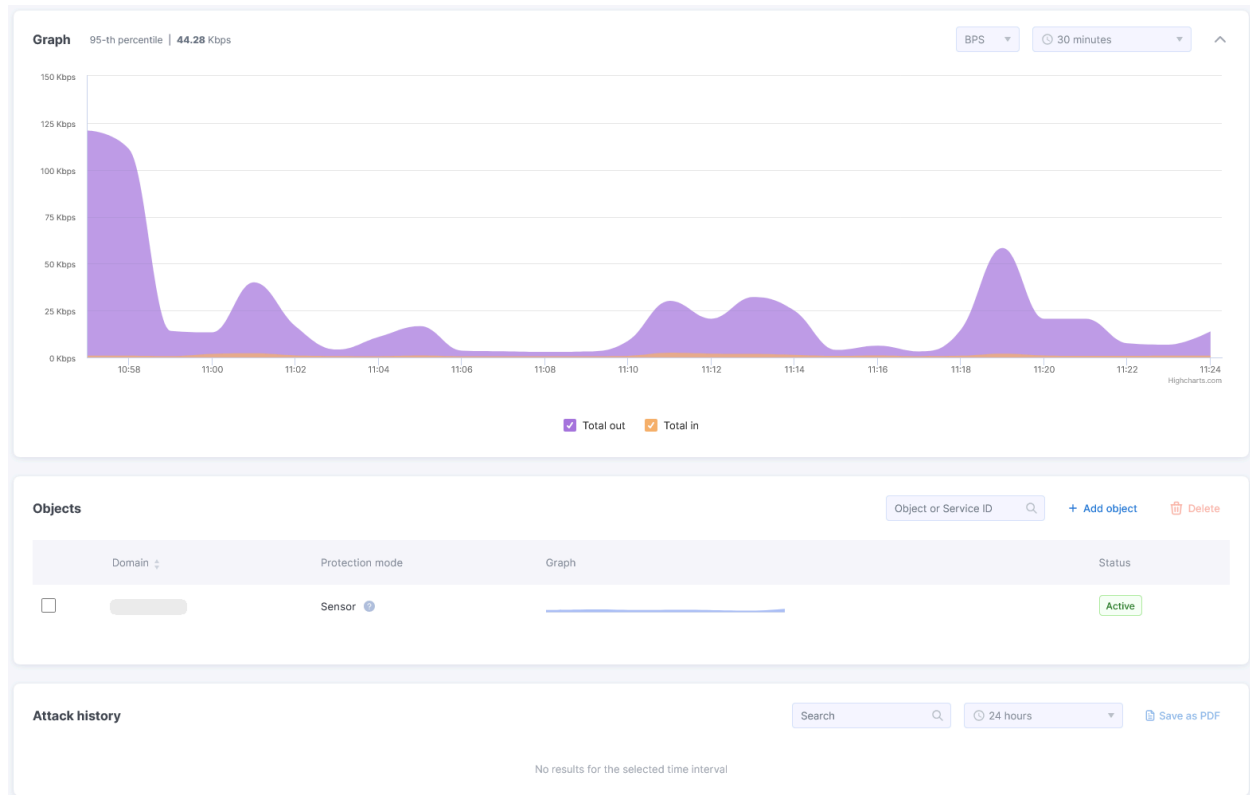 Graph 95-th percentile | 44.28 Kbps BPS 30 minutes
150 Kbps
125 Kbps
100 Kbps
75 Kbps
50 Kbps
25 Kbps
0 Kbps
10:58 11:00 11:02 11:04 11:06 11:08 11:10 11:12 11:14 11:16 11:18 11:20 11:22 11:24
Highcharts.com
Total out Total in
Objects Object or Service ID + Add object Delete
Domain Protection mode Graph Status
Sensor ? Active
Attack history Search 24 hours Save as PDF
No results for the selected time interval